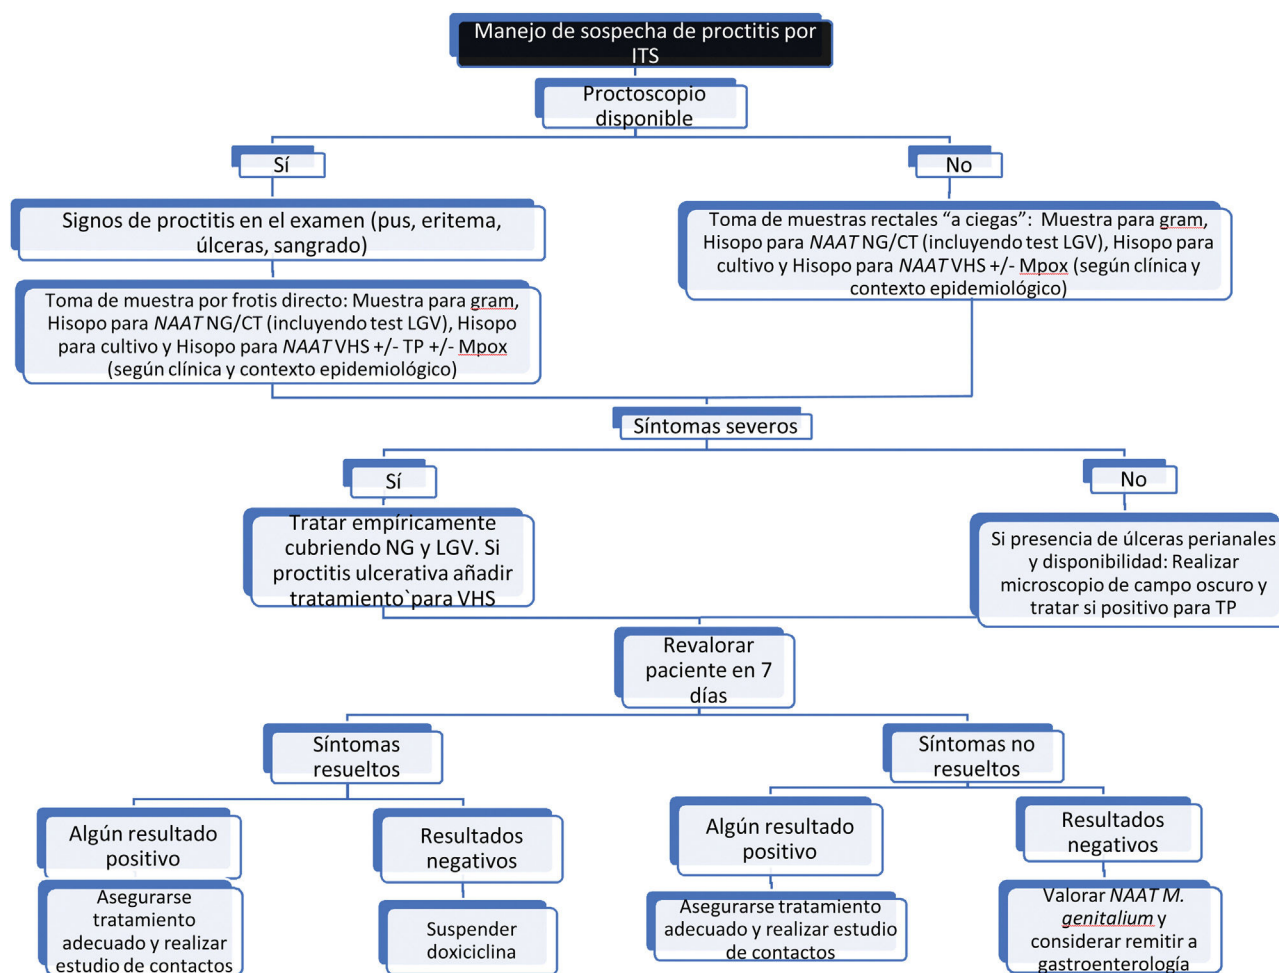 Manejo de sospecha de proctitis por
ITS
Proctoscopio
disponible
Sí
No
Signos de proctitis en el examen (pus, eritema,
úlceras, sangrado)
Toma de muestras rectales “a ciegas”: Muestra para gram,
Hisopo para NAAT NG/CT (incluyendo test LGV), Hisopo para
cultivo y Hisopo para NAAT VHS +/- Mpox (según clínica y
contexto epidemiológico)
Toma de muestra por frotis directo: Muestra para gram,
Hisopo para NAAT NG/CT (incluyendo test LGV), Hisopo
para cultivo y Hisopo para NAAT VHS +/- TP +/- Mpox
(según clínica y contexto epidemiológico)
Síntomas severos
Sí
No
Tratar empíricamente
cubriendo NG y LGV. Si
proctitis ulcerativa añadir
tratamiento`para VHS
Si presencia de úlceras perianales
y disponibilidad: Realizar
microscopio de campo oscuro y
tratar si positivo para TP
Revalorar
paciente en 7
días
Síntomas
resueltos
Síntomas no
resueltos
Algún resultado
positivo
Resultados
negativos
Algún resultado
positivo
Resultados
negativos
Asegurarse
tratamiento
adecuado y realizar
estudio de contactos
Suspender
doxiciclina
Asegurarse tratamiento
adecuado y realizar estudio
de contactos
Valorar NAAT M.
genitalium y
considerar remitir a
gastroenterología